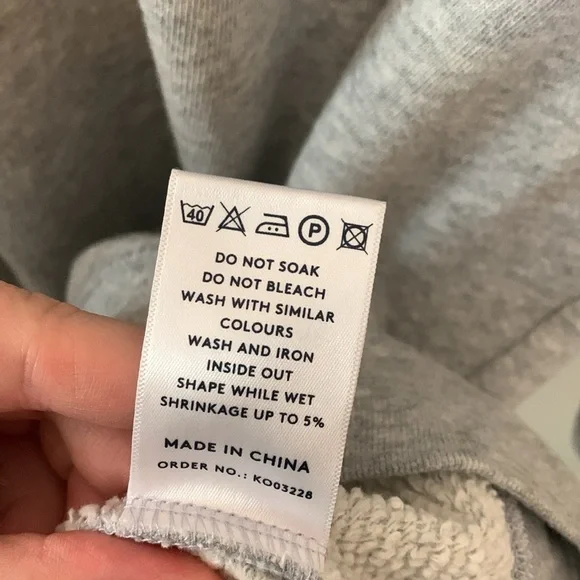 40
P
DO NOT SOAK
DO NOT BLEACH
WASH WITH SIMILAR
COLOURS
WASH AND IRON
INSIDE OUT
SHAPE WHILE WET
SHRINKAGE UP TO 5%
MADE IN CHINA
ORDER NO.: KO03228